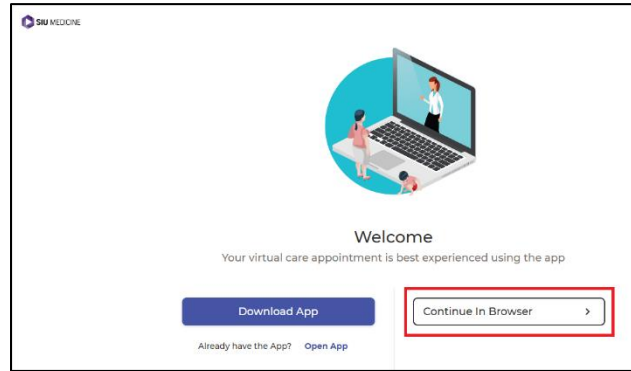 SIU MEDICINE
Welcome
Your virtual care appointment is best experienced using the app
Download App
Continue In Browser
Already have the App? Open App